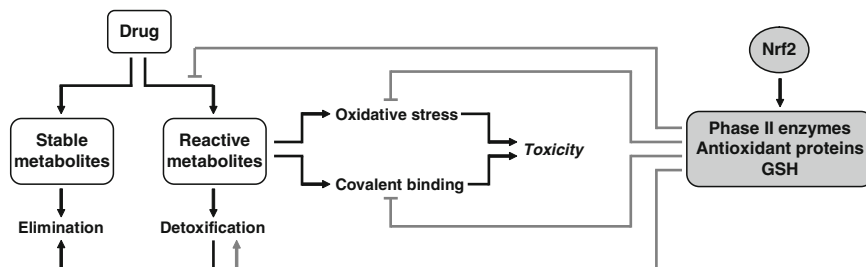 Drug
Nrf2
Stable
metabolites
Reactive
metabolites
Oxidative stress
Covalent binding
Toxicity
Phase II enzymes
Antioxidant proteins
GSH
Elimination
Detoxification